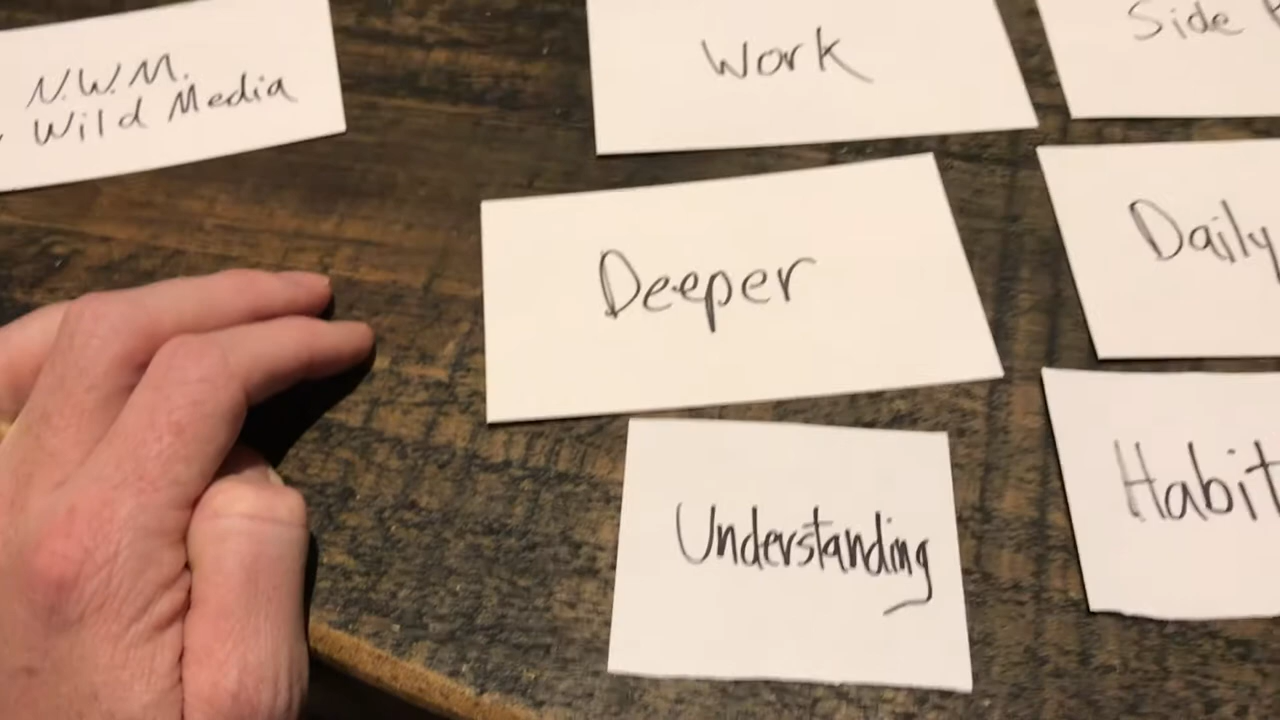 N.W.M.
Wild Media
Work
Side
Deeper
Daily
Understanding
Habit